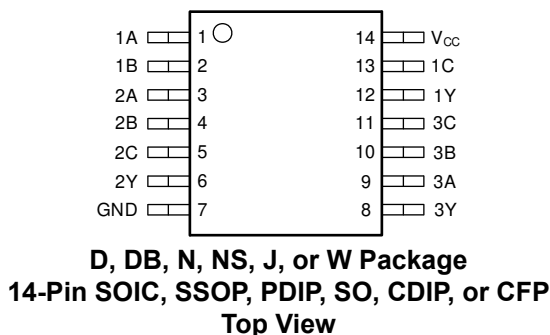 1A 1 14 VCC
1B 2 13 1C
2A 3 12 1Y
2B 4 11 3C
2C 5 10 3B
2Y 6 9 3A
GND 7 8 3Y
D, DB, N, NS, J, or W Package
14-Pin SOIC, SSOP, PDIP, SO, CDIP, or CFP
Top View